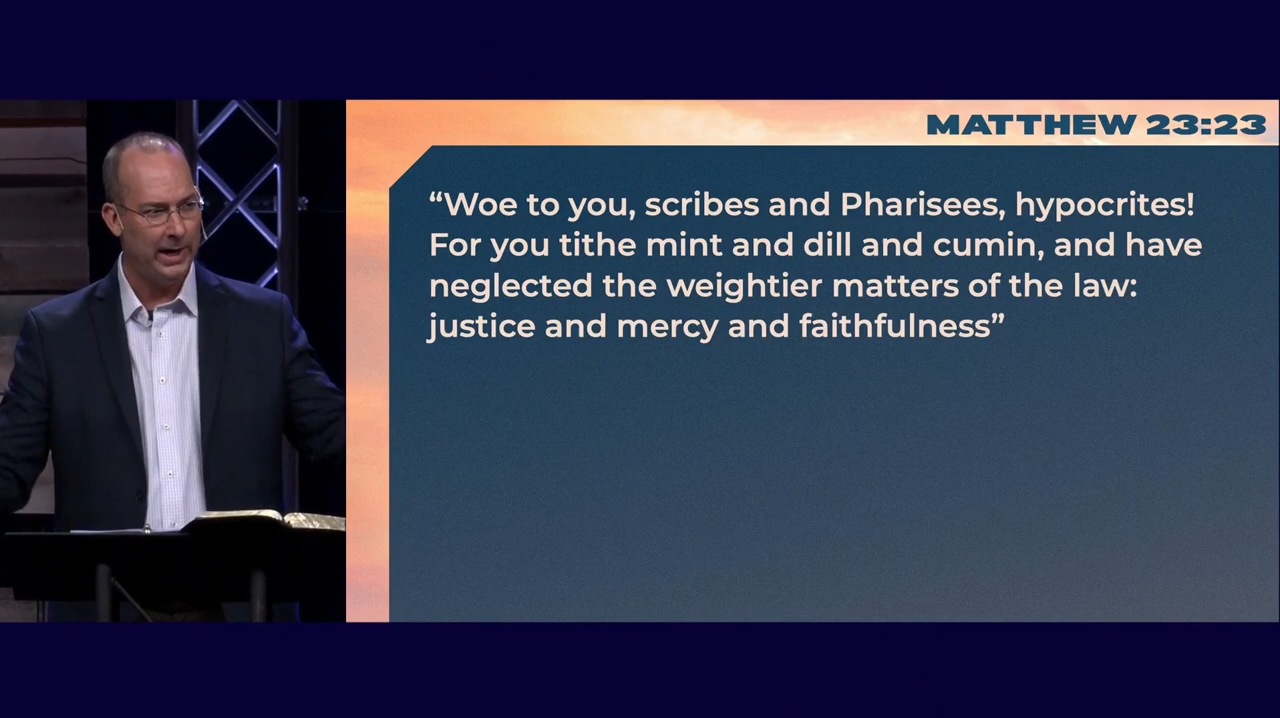 MATTHEW 23:23
“Woe to you, scribes and Pharisees, hypocrites!
For you tithe mint and dill and cumin, and have
neglected the weightier matters of the law:
justice and mercy and faithfulness”